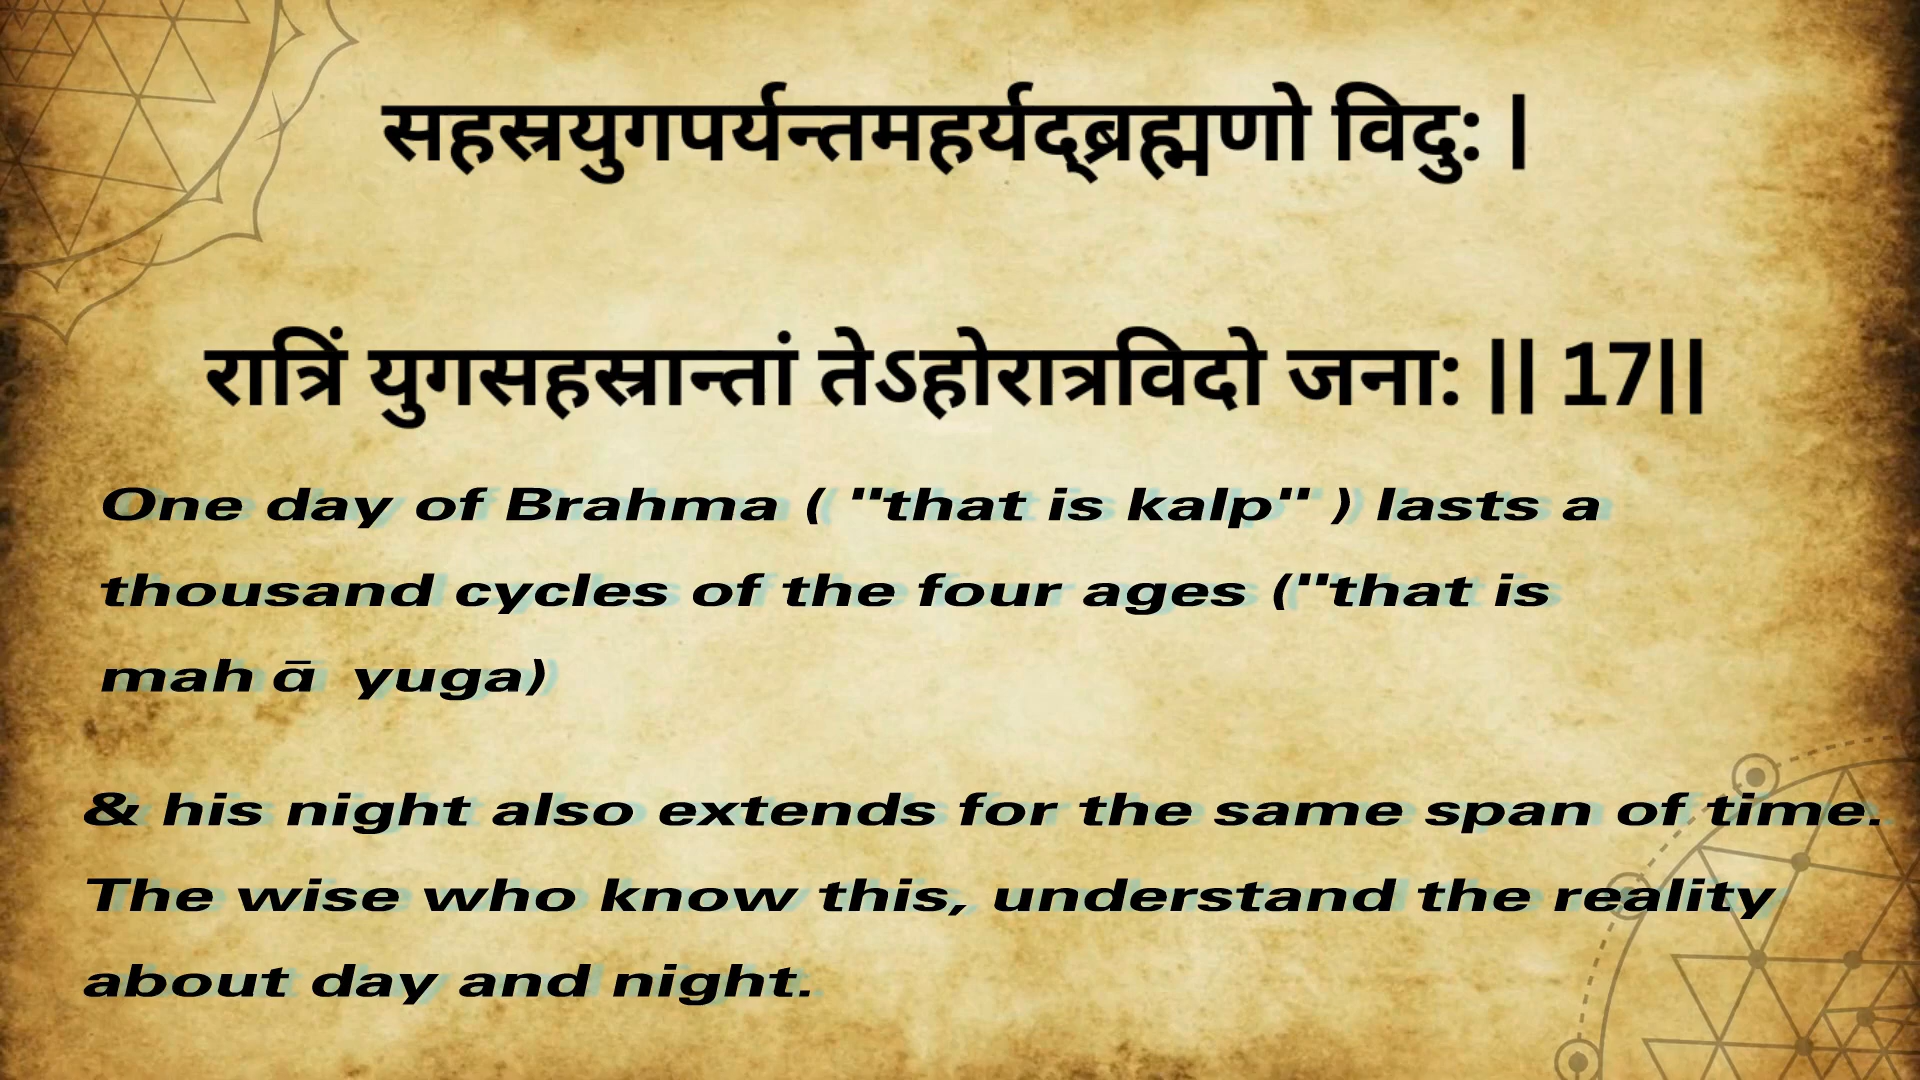 सहस्रयुगपर्यन्तमहर्यद्ब्रह्मणो विदु: |
रात्रिं युगसहस्रान्तां तेऽहोरात्रविदो जना: || 17||
One day of Brahma ( "that is kalp" ) lasts a
thousand cycles of the four ages ("that is
mah ā yuga)
& his night also extends for the same span of time.
The wise who know this, understand the reality
about day and night.